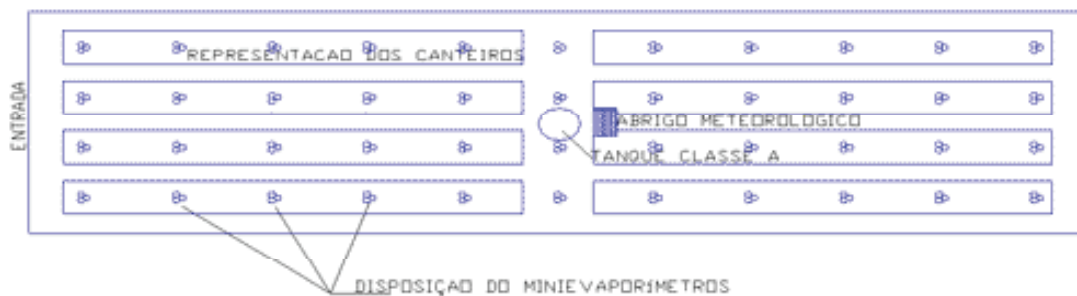 REPRESENTACAO DOS CANTEIROS
ENTRADA
ABRIGO METEOROLOGICO
TANQUE CLASSE A
DISPOSIÇAO DO MINIEVAPORíMETROS